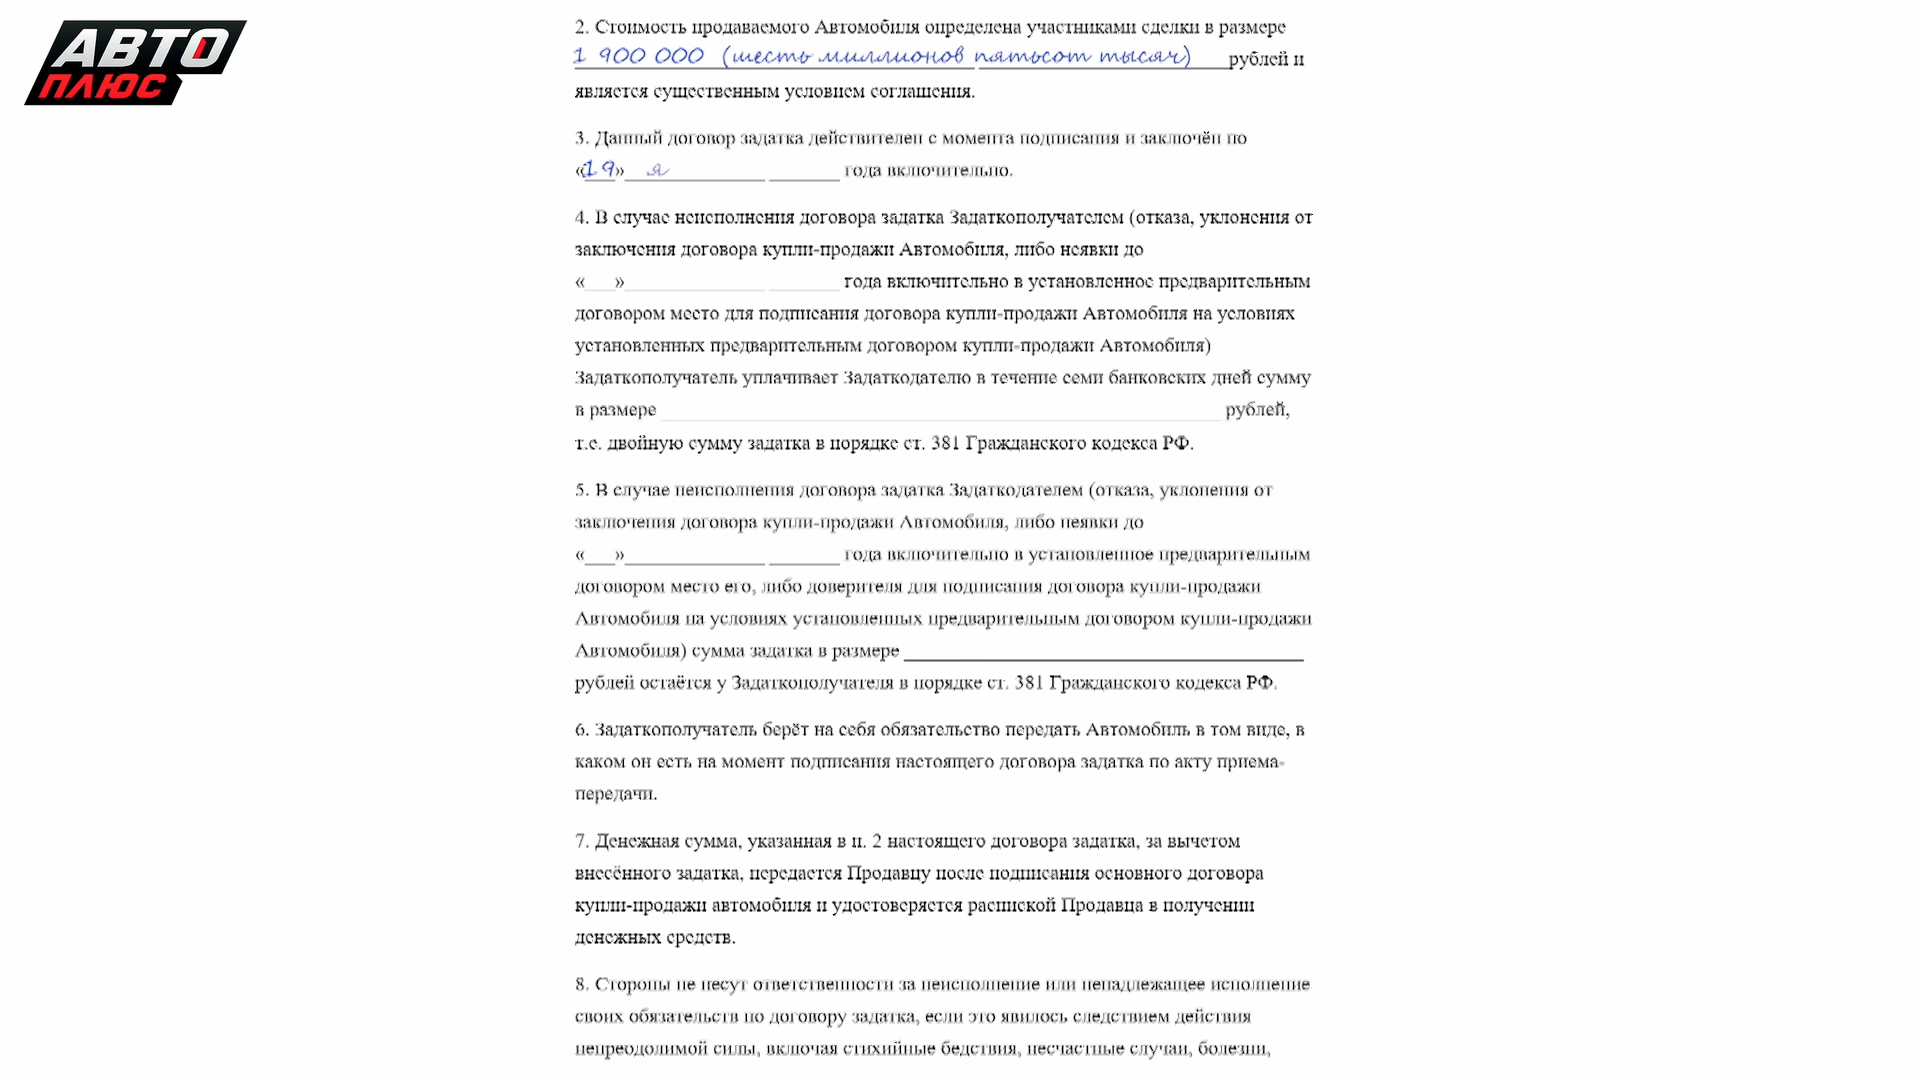 АВТО
ПЛЮС
2. Стоимость продаваемого Автомобиля определена участниками сделки в размере
1 900 000 (шесть миллионов пятьсот тысяч) рублей и
является существенным условием соглашения.
3. Данный договор задатка действителен с момента подписания и заключён по
«19» я года включительно.
4. В случае неисполнения договора задатка Задаткополучателем (отказа, уклонения от
заключения договора купли-продажи Автомобиля, либо неявки до
«___»______________ _______ года включительно в установленное предварительным
договором место для подписания договора купли-продажи Автомобиля на условиях
установленных предварительным договором купли-продажи Автомобиля)
Задаткополучатель уплачивает Задаткодателю в течение семи банковских дней сумму
в размере ________________________________________________________ рублей,
т.е. двойную сумму задатка в порядке ст. 381 Гражданского кодекса РФ.
5. В случае неисполнения договора задатка Задаткодателем (отказа, уклонения от
заключения договора купли-продажи Автомобиля, либо неявки до
«___»______________ _______ года включительно в установленное предварительным
договором место его, либо доверителя для подписания договора купли-продажи
Автомобиля на условиях установленных предварительным договором купли-продажи
Автомобиля) сумма задатка в размере ________________________________________
рублей остаётся у Задаткополучателя в порядке ст. 381 Гражданского кодекса РФ.
6. Задаткополучатель берёт на себя обязательство передать Автомобиль в том виде, в
каком он есть на момент подписания настоящего договора задатка по акту приема-
передачи.
7. Денежная сумма, указанная в п. 2 настоящего договора задатка, за вычетом
внесённого задатка, передается Продавцу после подписания основного договора
купли-продажи автомобиля и удостоверяется распиской Продавца в получении
денежных средств.
8. Стороны не несут ответственности за неисполнение или ненадлежащее исполнение
своих обязательств по договору задатка, если это явилось следствием действия
непреодолимой силы, включая стихийные бедствия, несчастные случаи, болезни,